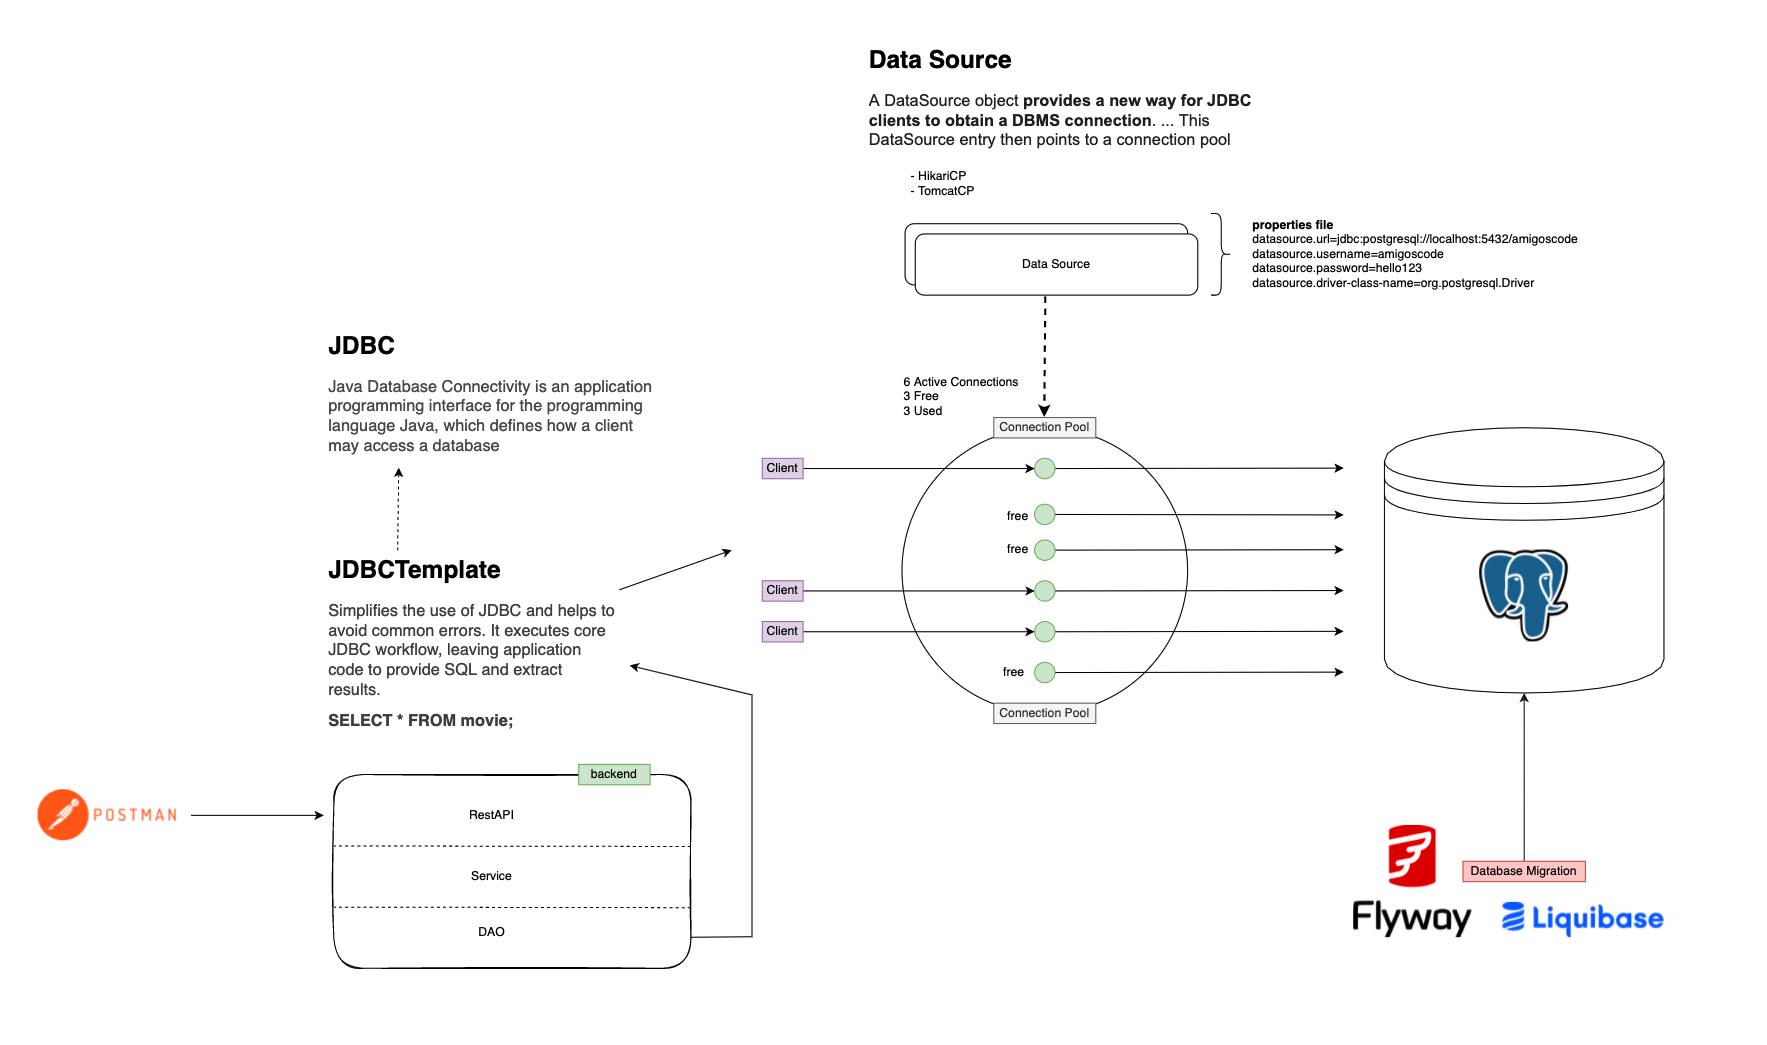 Data Source
A DataSource object provides a new way for JDBC
clients to obtain a DBMS connection. ... This
DataSource entry then points to a connection pool
- HikariCP
- TomcatCP
Data Source
properties file
datasource.url=jdbc:postgresql://localhost:5432/amigoscode
datasource.username=amigoscode
datasource.password=hello123
datasource.driver-class-name=org.postgresql.Driver
JDBC
Java Database Connectivity is an application
programming interface for the programming
language Java, which defines how a client
may access a database
6 Active Connections
3 Free
3 Used
Connection Pool
Client
free
free
Client
Client
free
Connection Pool
JDBCTemplate
Simplifies the use of JDBC and helps to
avoid common errors. It executes core
JDBC workflow, leaving application
code to provide SQL and extract
results.
SELECT * FROM movie;
backend
POSTMAN
RestAPI
Service
DAO
Database Migration
Flyway
Liquibase